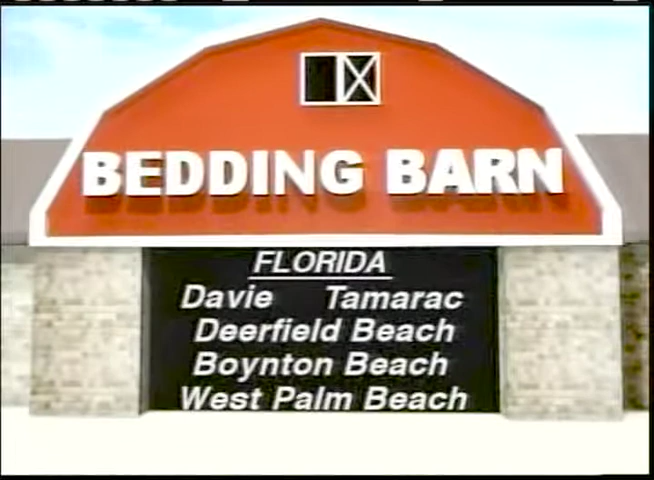 BEDDING BARN
FLORIDA
Davie Tamarac
Deerfield Beach
Boynton Beach
West Palm Beach